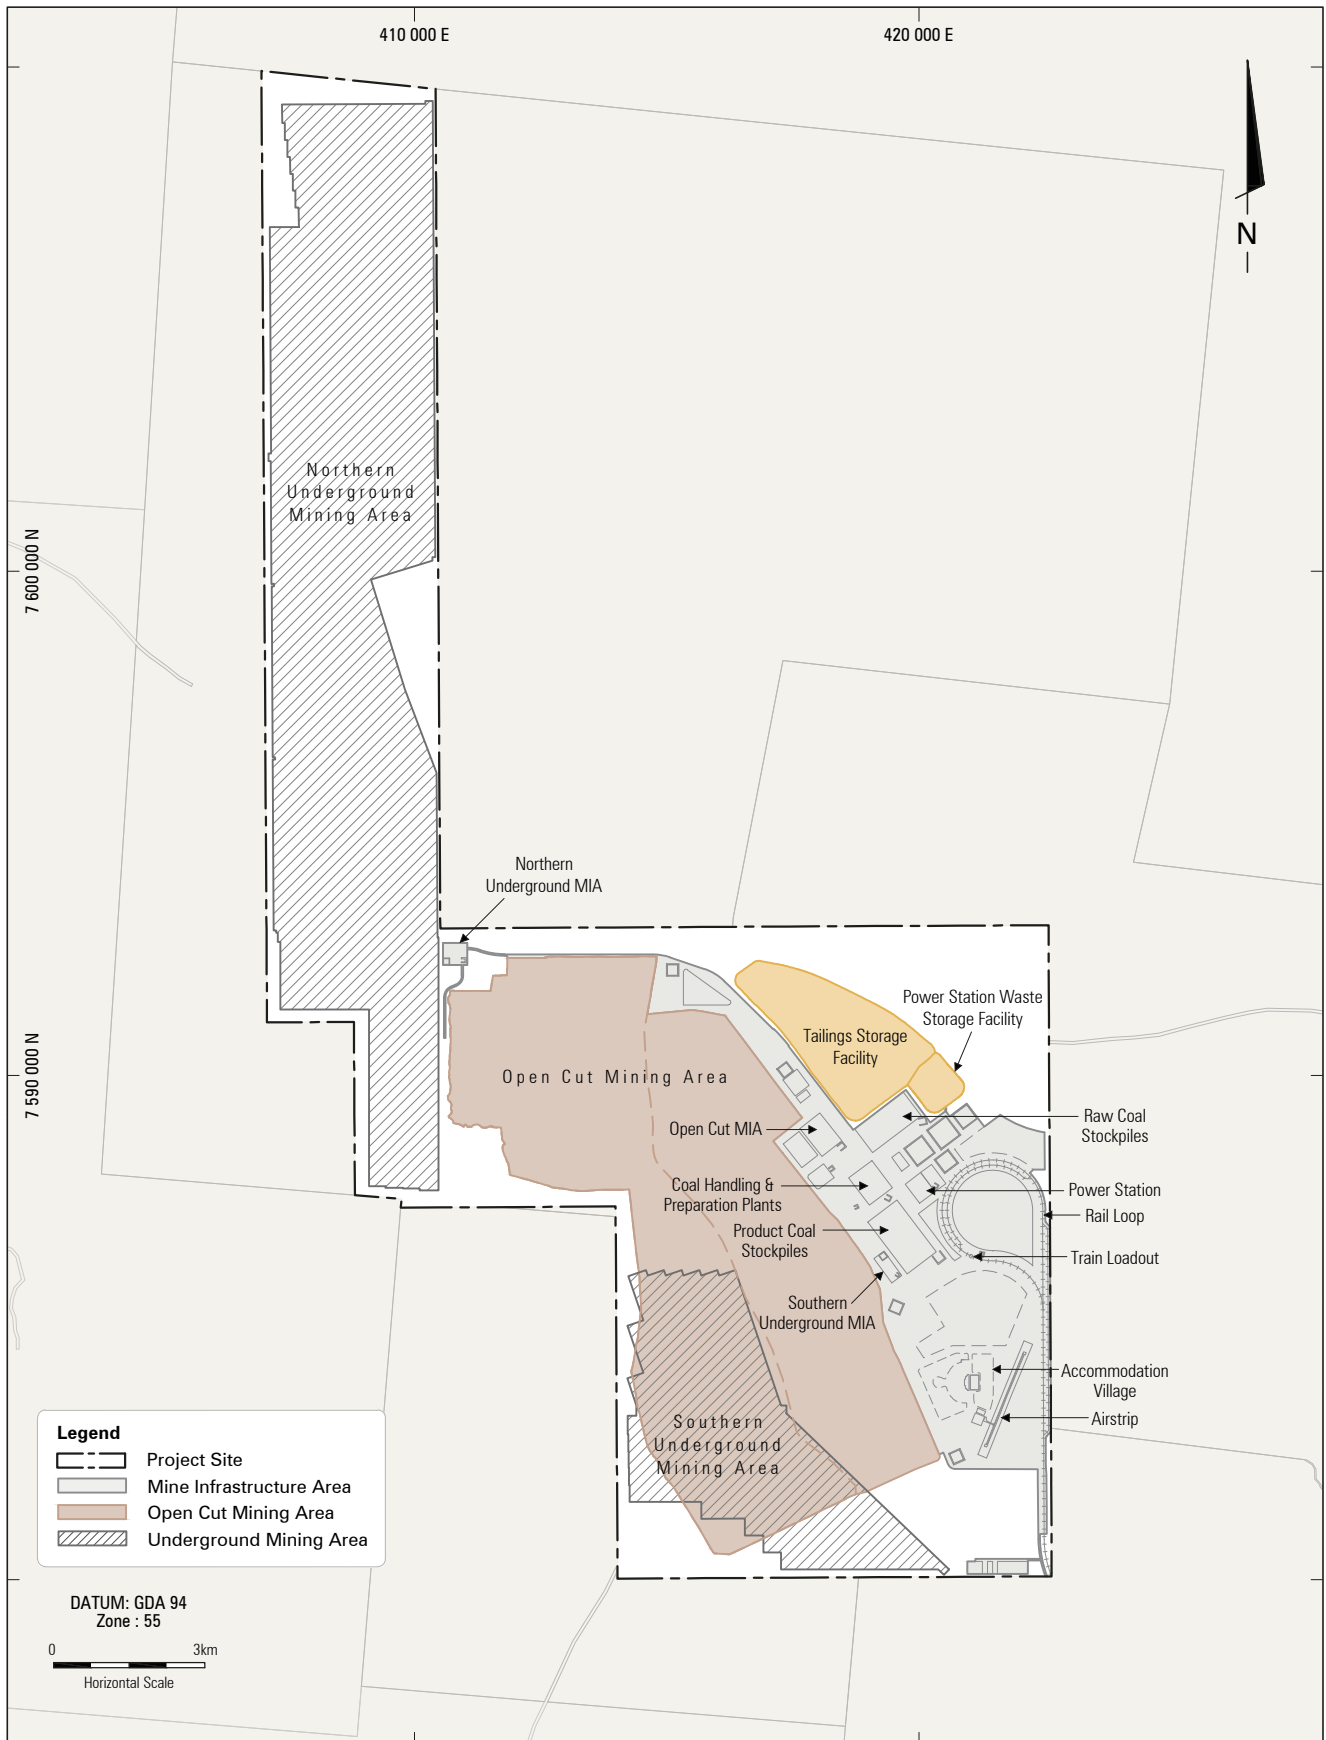 410 000 E
420 000 E
N
Northern
Underground
Mining Area
7 600 000 N
Northern
Underground MIA
Power Station Waste
Storage Facility
Tailings Storage
Facility
7 590 000 N
Open Cut Mining Area
Raw Coal
Stockpiles
Open Cut MIA
Coal Handling &
Preparation Plants
Power Station
Rail Loop
Product Coal
Stockpiles
Train Loadout
Southern
Underground MIA
Accommodation
Village
Airstrip
Southern
Underground
Mining Area
Legend
Project Site
Mine Infrastructure Area
Open Cut Mining Area
Underground Mining Area
DATUM: GDA 94
Zone : 55
0 3km
Horizontal Scale